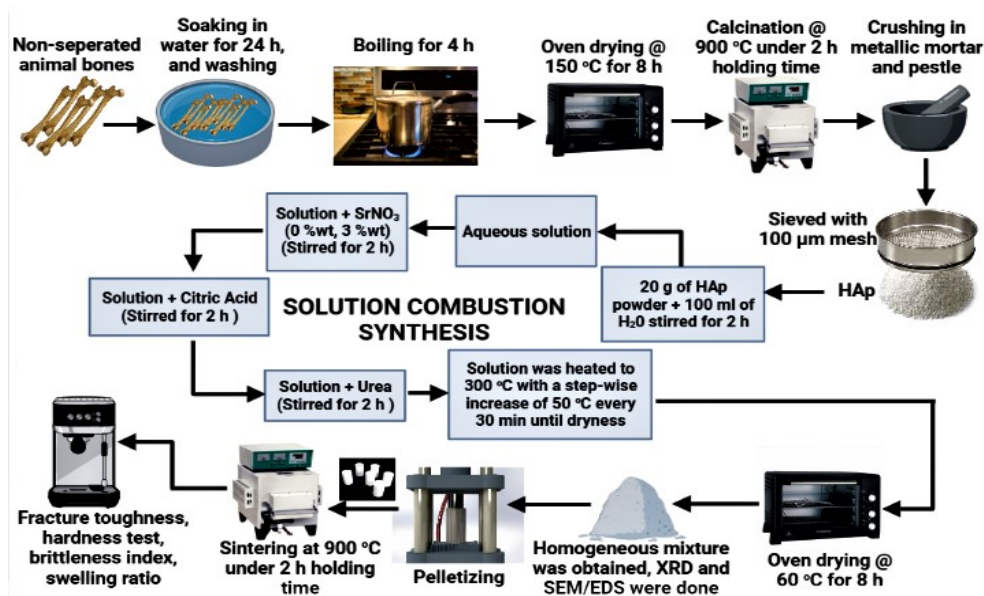 Non-seperated
animal bones
Soaking in
water for 24 h,
and washing
Boiling for 4 h
Oven drying @
150 °C for 8 h
Calcination @
900 °C under 2 h
holding time
Crushing in
metallic mortar
and pestle
Sieved with
100 µm mesh
HAp
20 g of HAp
powder + 100 ml of
H₂0 stirred for 2 h
Aqueous solution
Solution + SrNO₃
(0 %wt, 3 %wt)
(Stirred for 2 h)
Solution + Citric Acid
(Stirred for 2 h )
SOLUTION COMBUSTION
SYNTHESIS
Solution + Urea
(Stirred for 2 h )
Solution was heated to
300 °C with a step-wise
increase of 50 °C every
30 min until dryness
Oven drying @
60 °C for 8 h
Homogeneous mixture
was obtained, XRD and
SEM/EDS were done
Pelletizing
Sintering at 900 °C
under 2 h holding
time
Fracture toughness,
hardness test,
brittleness index,
swelling ratio